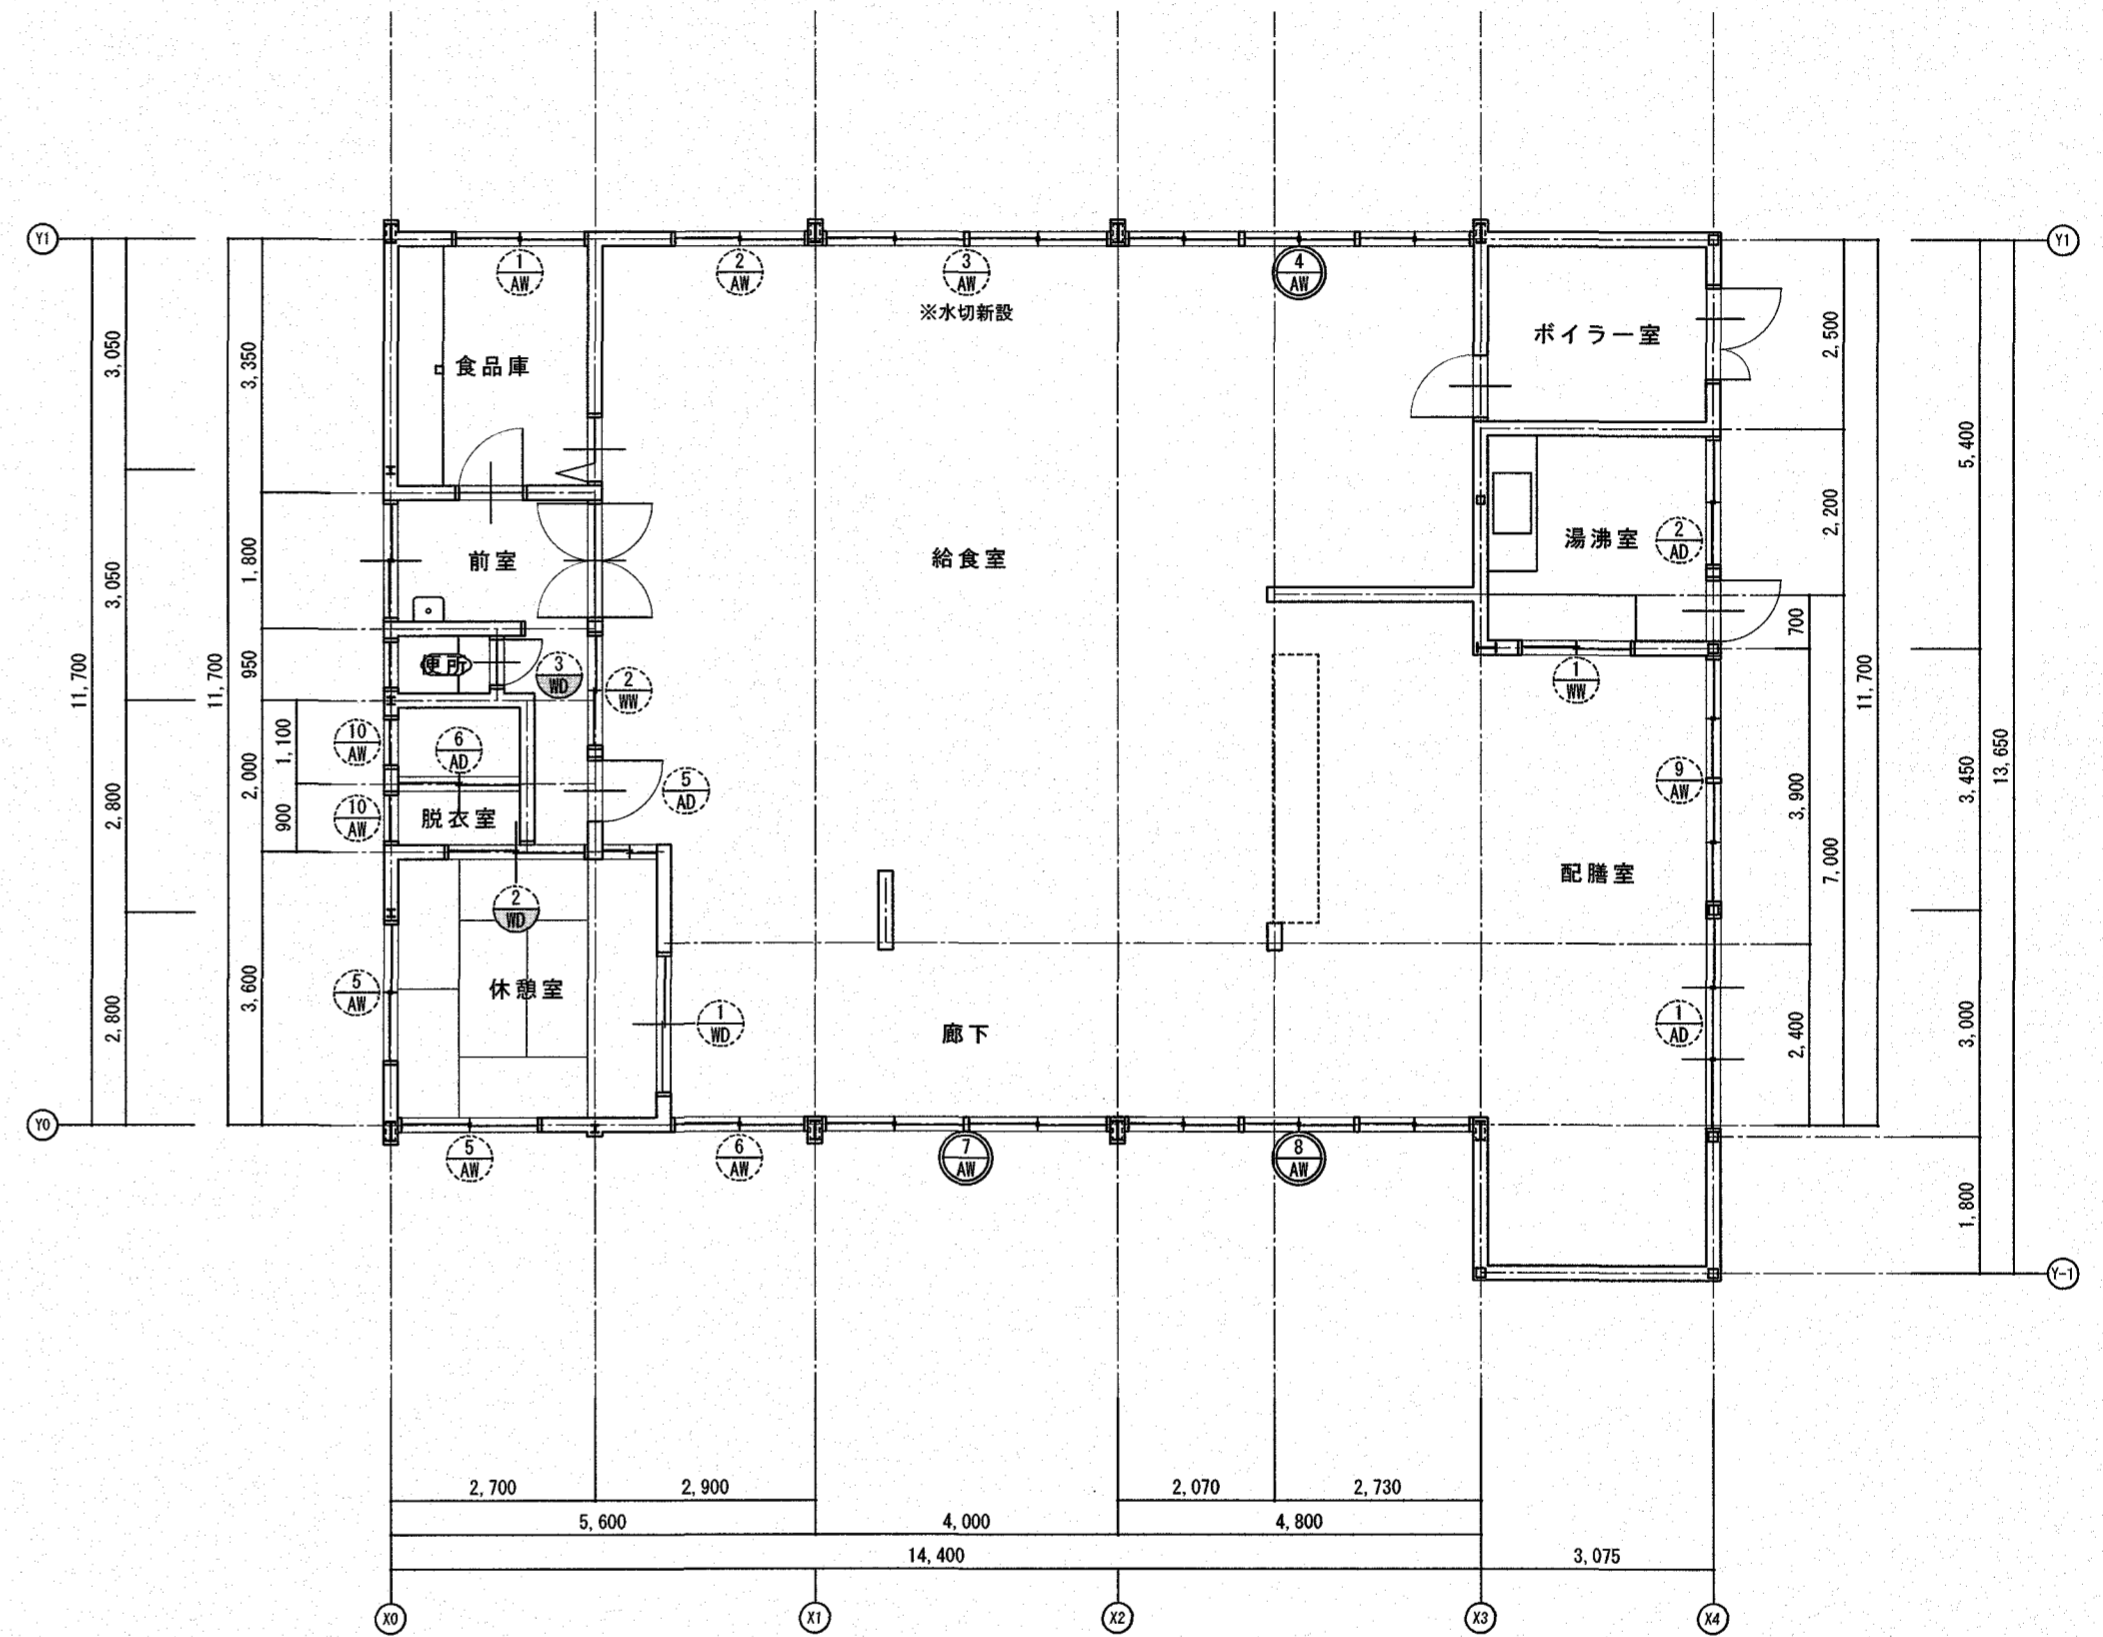 Y1
Y1
1
AW
2
AW
3
AW
4
AW
※水切新設
ボイラー室
2,500
3,050
3,350
食品庫
5,400
2,200
湯沸室
2
AD
給食室
前室
1,800
3,050
700
便所
3
WD
2
WW
1
WW
950
11,700
11,700
11,700
13,650
10
AW
6
AD
1,100
2,000
5
AD
9
AW
3,450
3,900
2,800
900
10
AW
脱衣室
7,000
配膳室
2
WD
休憩室
5
AW
3,600
1
WD
廊下
1
AD
2,400
3,000
2,800
Y0
5
AW
6
AW
7
AW
8
AW
1,800
Y-1
2,700
2,900
2,070
2,730
5,600
4,000
4,800
14,400
3,075
X0
X1
X2
X3
X4